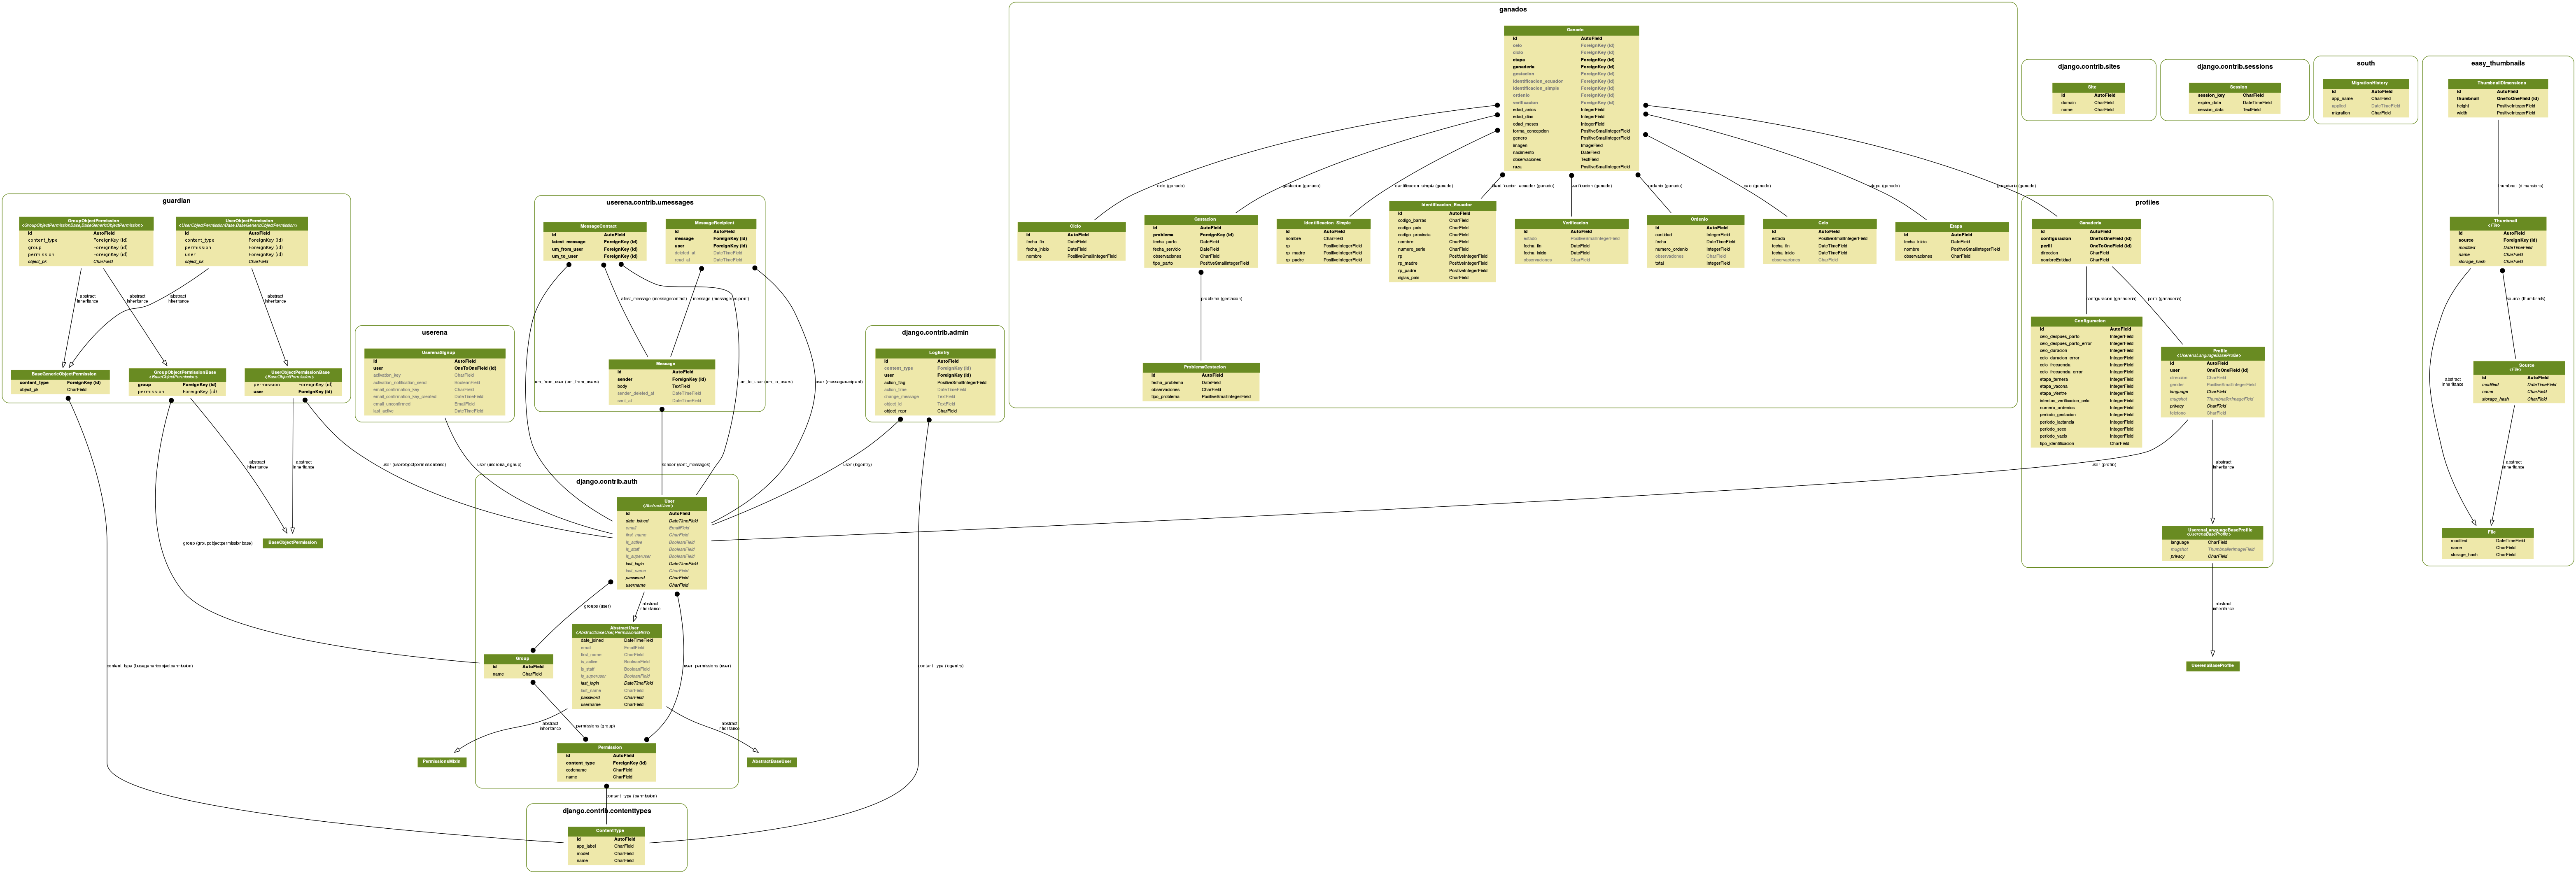 ganados
Ganado
id AutoField
celo ForeignKey (id)
ciclo ForeignKey (id)
etapa ForeignKey (id)
ganaderia ForeignKey (id)
gestacion ForeignKey (id)
identificacion_ecuador ForeignKey (id)
identificacion_simple ForeignKey (id)
ordenio ForeignKey (id)
verificacion ForeignKey (id)
edad_anios IntegerField
edad_dias IntegerField
edad_meses IntegerField
forma_concepcion PositiveSmallIntegerField
genero PositiveSmallIntegerField
imagen ImageField
nacimiento DateField
observaciones TextField
raza PositiveSmallIntegerField
gestacion (ganado)
identificacion_simple (ganado)
identificacion_ecuador (ganado)
verificacion (ganado)
ordenio (ganado)
celo (ganado)
etapa (ganado)
ganaderia (ganado)
Ciclo
id AutoField
fecha_fin DateField
fecha_inicio DateField
nombre PositiveSmallIntegerField
Gestacion
id AutoField
problema ForeignKey (id)
fecha_parto DateField
fecha_servicio DateField
observaciones CharField
tipo_parto PositiveSmallIntegerField
Identificacion_Simple
id AutoField
nombre CharField
rp PositiveIntegerField
rp_madre PositiveIntegerField
rp_padre PositiveIntegerField
Identificacion_Ecuador
id AutoField
codigo_barras CharField
codigo_pais CharField
codigo_provincia CharField
nombre CharField
numero_serie CharField
rp PositiveIntegerField
rp_madre PositiveIntegerField
rp_padre PositiveIntegerField
siglas_pais CharField
Verificacion
id AutoField
estado PositiveSmallIntegerField
fecha_fin DateField
fecha_inicio DateField
observaciones CharField
Ordenio
id AutoField
cantidad IntegerField
fecha DateTimeField
numero_ordenio IntegerField
observaciones CharField
total IntegerField
Celo
id AutoField
estado PositiveSmallIntegerField
fecha_fin DateTimeField
fecha_inicio DateTimeField
observaciones CharField
Etapa
id AutoField
fecha_inicio DateField
nombre PositiveSmallIntegerField
observaciones CharField
problema (gestacion)
ProblemaGestacion
id AutoField
fecha_problema DateField
observaciones CharField
tipo_problema PositiveSmallIntegerField
django.contrib.sites
Site
id AutoField
domain CharField
name CharField
django.contrib.sessions
Session
session_key CharField
expire_date DateTimeField
session_data TextField
south
MigrationHistory
id AutoField
app_name CharField
applied DateTimeField
migration CharField
easy_thumbnails
ThumbnailDimensions
id AutoField
thumbnail OneToOneField (id)
height PositiveIntegerField
width PositiveIntegerField
thumbnail (dimensions)
Thumbnail
<File>
id AutoField
source ForeignKey (id)
modified DateTimeField
name CharField
storage_hash CharField
source (thumbnails)
Source
<File>
id AutoField
modified DateTimeField
name CharField
storage_hash CharField
abstract
inheritance
abstract
inheritance
File
modified DateTimeField
name CharField
storage_hash CharField
profiles
Ganaderia
id AutoField
configuracion OneToOneField (id)
perfil OneToOneField (id)
direccion CharField
nombreEntidad CharField
configuracion (ganaderia)
perfil (ganaderia)
Configuracion
id AutoField
celo_despues_parto IntegerField
celo_despues_parto_error IntegerField
celo_duracion IntegerField
celo_duracion_error IntegerField
celo_frecuencia IntegerField
celo_frecuencia_error IntegerField
etapa_ternera IntegerField
etapa_vacona IntegerField
etapa_vientre IntegerField
intentos_verificacion_celo IntegerField
numero_ordenios IntegerField
periodo_gestacion IntegerField
periodo_lactancia IntegerField
periodo_seco IntegerField
periodo_vacio IntegerField
tipo_identificacion CharField
Profile
<UserenaLanguageBaseProfile>
id AutoField
user OneToOneField (id)
direccion CharField
gender PositiveSmallIntegerField
language CharField
mugshot ThumbnailerImageField
privacy CharField
telefono CharField
user (profile)
abstract
inheritance
UserenaLanguageBaseProfile
<UserenaBaseProfile>
language CharField
mugshot ThumbnailerImageField
privacy CharField
abstract
inheritance
UserenaBaseProfile
guardian
GroupObjectPermission
<GroupObjectPermissionBase,BaseGenericObjectPermission>
id AutoField
content_type ForeignKey (id)
group ForeignKey (id)
permission ForeignKey (id)
object_pk CharField
UserObjectPermission
<UserObjectPermissionBase,BaseGenericObjectPermission>
id AutoField
content_type ForeignKey (id)
permission ForeignKey (id)
user ForeignKey (id)
object_pk CharField
abstract
inheritance
abstract
inheritance
abstract
inheritance
abstract
inheritance
BaseGenericObjectPermission
content_type ForeignKey (id)
object_pk CharField
GroupObjectPermissionBase
<BaseObjectPermission>
group ForeignKey (id)
permission ForeignKey (id)
UserObjectPermissionBase
<BaseObjectPermission>
permission ForeignKey (id)
user ForeignKey (id)
abstract
inheritance
abstract
inheritance
BaseObjectPermission
userena
UserenaSignup
id AutoField
user OneToOneField (id)
activation_key CharField
activation_notification_send BooleanField
email_confirmation_key CharField
email_confirmation_key_created DateTimeField
email_unconfirmed EmailField
last_active DateTimeField
userena.contrib.umessages
MessageContact
id AutoField
latest_message ForeignKey (id)
um_from_user ForeignKey (id)
um_to_user ForeignKey (id)
MessageRecipient
id AutoField
message ForeignKey (id)
user ForeignKey (id)
deleted_at DateTimeField
read_at DateTimeField
latest_message (messagecontact)
message (messagerecipient)
Message
id AutoField
sender ForeignKey (id)
body TextField
sender_deleted_at DateTimeField
sent_at DateTimeField
um_from_user (um_from_users)
um_to_user (um_to_users)
user (messagerecipient)
django.contrib.admin
LogEntry
id AutoField
content_type ForeignKey (id)
user ForeignKey (id)
action_flag PositiveSmallIntegerField
action_time DateTimeField
change_message TextField
object_id TextField
object_repr CharField
user (userobjectpermissionbase)
user (userena_signup)
sender (sent_messages)
user (logentry)
django.contrib.auth
User
<AbstractUser>
id AutoField
date_joined DateTimeField
email EmailField
first_name CharField
is_active BooleanField
is_staff BooleanField
is_superuser BooleanField
last_login DateTimeField
last_name CharField
password CharField
username CharField
group (groupobjectpermissionbase)
groups (user)
abstract
inheritance
AbstractUser
<AbstractBaseUser,PermissionsMixin>
date_joined DateTimeField
email EmailField
first_name CharField
is_active BooleanField
is_staff BooleanField
is_superuser BooleanField
last_login DateTimeField
last_name CharField
password CharField
username CharField
Group
id AutoField
name CharField
user_permissions (user)
content_type (basegenericobjectpermission)
content_type (logentry)
abstract
inheritance
permissions (group)
abstract
inheritance
PermissionsMixin
Permission
id AutoField
content_type ForeignKey (id)
codename CharField
name CharField
AbstractBaseUser
content_type (permission)
django.contrib.contenttypes
ContentType
id AutoField
app_label CharField
model CharField
name CharField